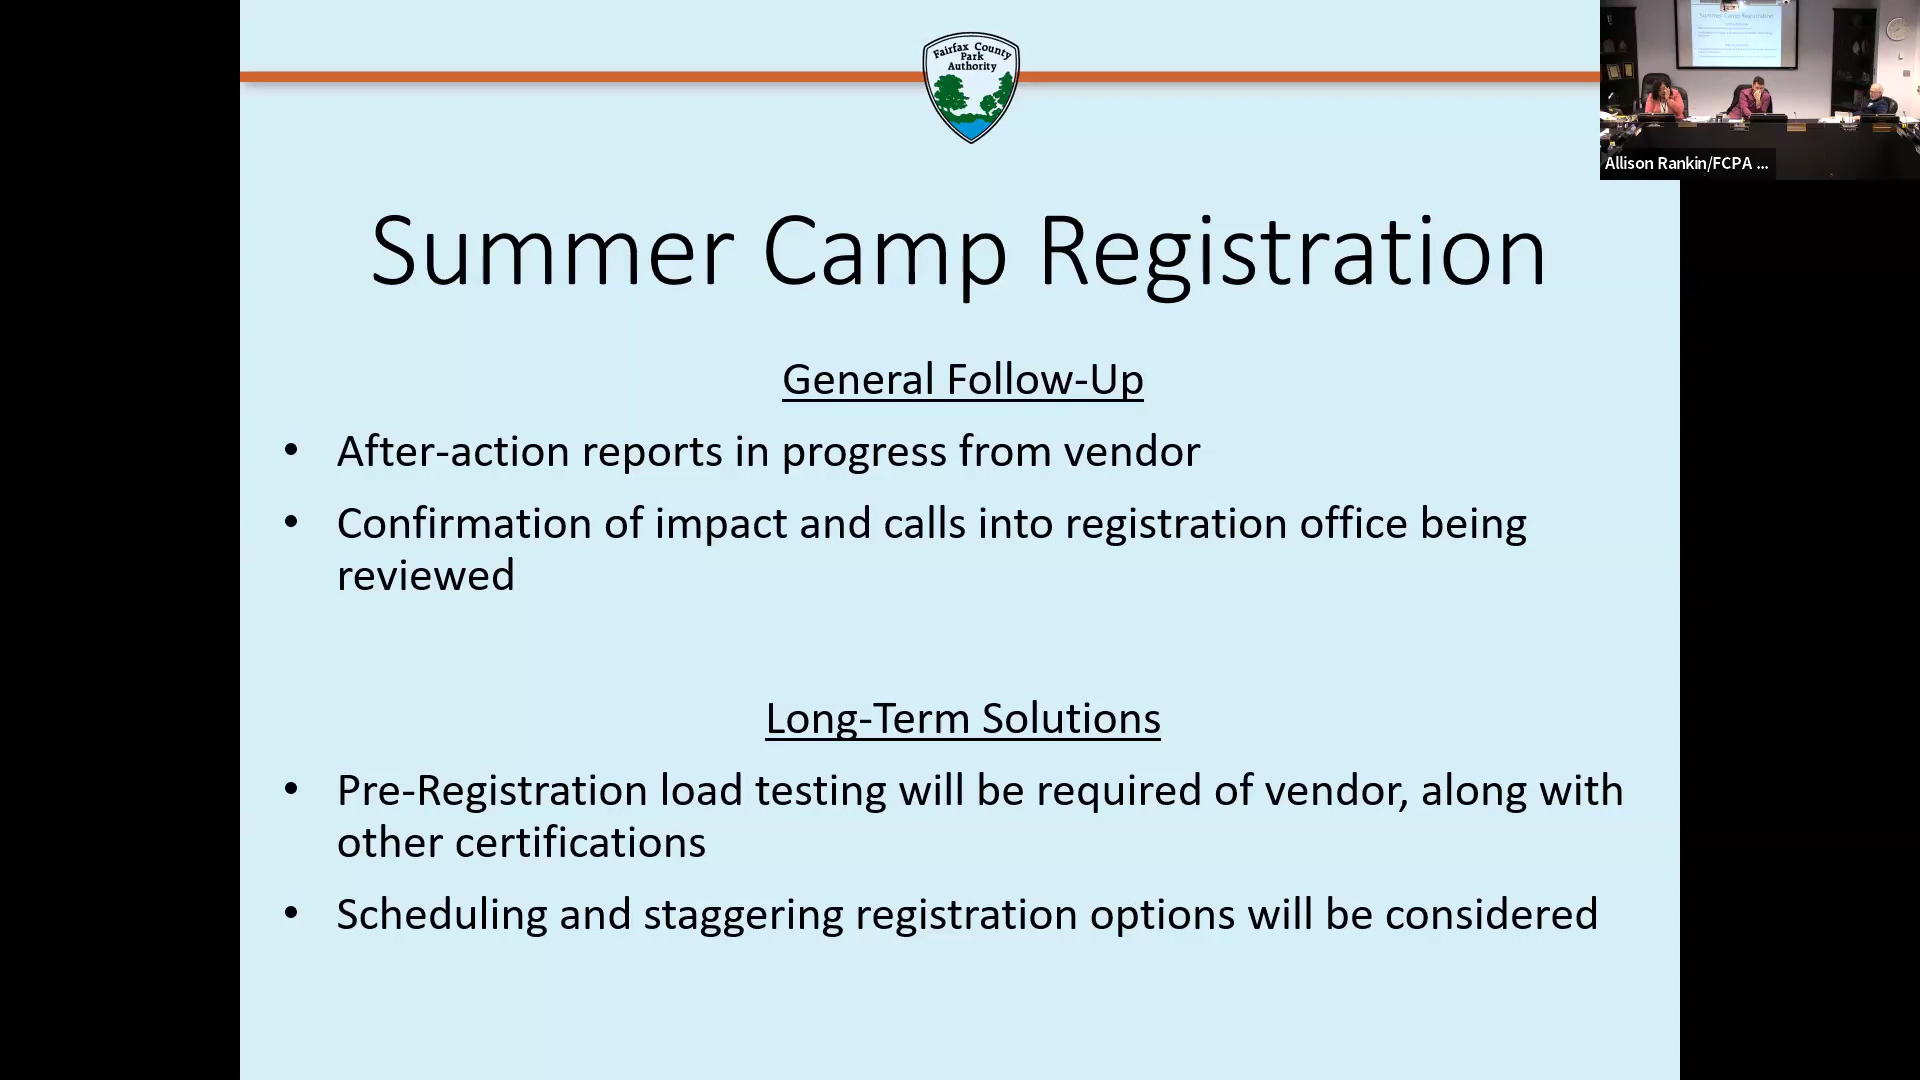 Fairfax County
Park
Authority
Allison Rankin/FCPA ...
Summer Camp Registration
General Follow-Up
• After-action reports in progress from vendor
• Confirmation of impact and calls into registration office being
reviewed
Long-Term Solutions
• Pre-Registration load testing will be required of vendor, along with
other certifications
• Scheduling and staggering registration options will be considered